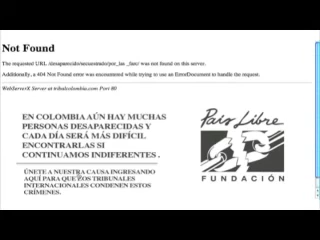 Not Found
The requested URL /desaparecido/secuestrado/por_las _farc/ was not found on this server.
Additionally, a 404 Not Found error was encountered while trying to use an ErrorDocument to handle the request.
WebServerX Server at tribalcolombia.com Port 80
EN COLOMBIA AÚN HAY MUCHAS
PERSONAS DESAPARECIDAS Y
CADA DÍA SERÁ MÁS DIFÍCIL
ENCONTRARLAS SI
CONTINUAMOS INDIFERENTES .
ÚNETE A NUESTRA CAUSA INGRESANDO
AQUÍ PARA QUE LOS TRIBUNALES
INTERNACIONALES CONDENEN ESTOS
CRÍMENES.
País Libre
FUNDACIÓN